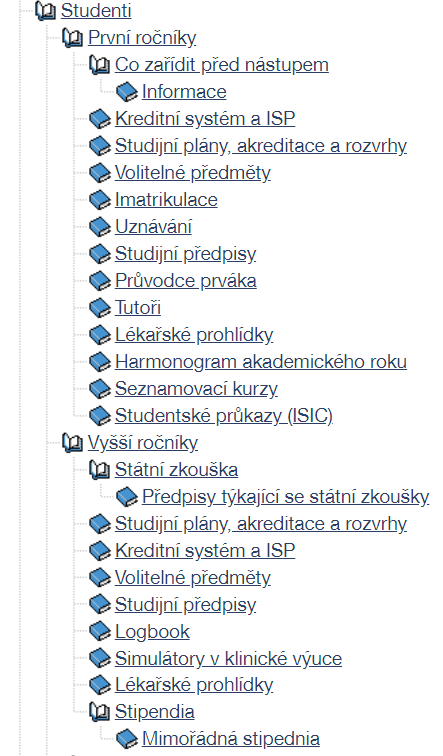 Studenti
První ročníky
Co zařídit před nástupem
Informace
Kreditní systém a ISP
Studijní plány, akreditace a rozvrhy
Volitelné předměty
Imatrikulace
Uznávání
Studijní předpisy
Průvodce prváka
Tutoři
Lékařské prohlídky
Harmonogram akademického roku
Seznamovací kurzy
Studentské průkazy (ISIC)
Vyšší ročníky
Státní zkouška
Předpisy týkající se státní zkoušky
Studijní plány, akreditace a rozvrhy
Kreditní systém a ISP
Volitelné předměty
Studijní předpisy
Logbook
Simulátory v klinické výuce
Lékařské prohlídky
Stipendia
Mimořádná stipednia